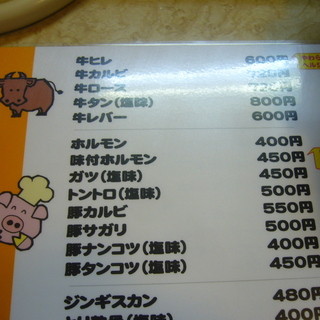 牛ヒレ 600円
牛カルビ 720円
牛ロース 720円
牛タン(塩味) 800円
牛レバー 600円
ホルモン 400円
味付ホルモン 450円
ガツ(塩味) 450円
トントロ(塩味) 500円
豚カルビ 550円
豚サガリ 500円
豚ナンコツ(塩味) 400円
豚タンコツ(塩味) 450円
ジンギスカン 480円
400円